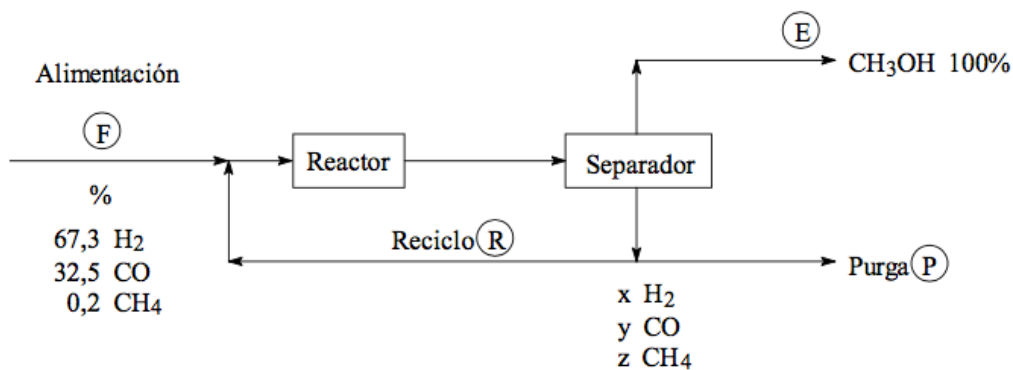 Alimentación
F
%
67,3 H₂
32,5 CO
0,2 CH₄
Reactor
Separador
E
CH₃OH 100%
Reciclo R
Purga P
x H₂
y CO
z CH₄